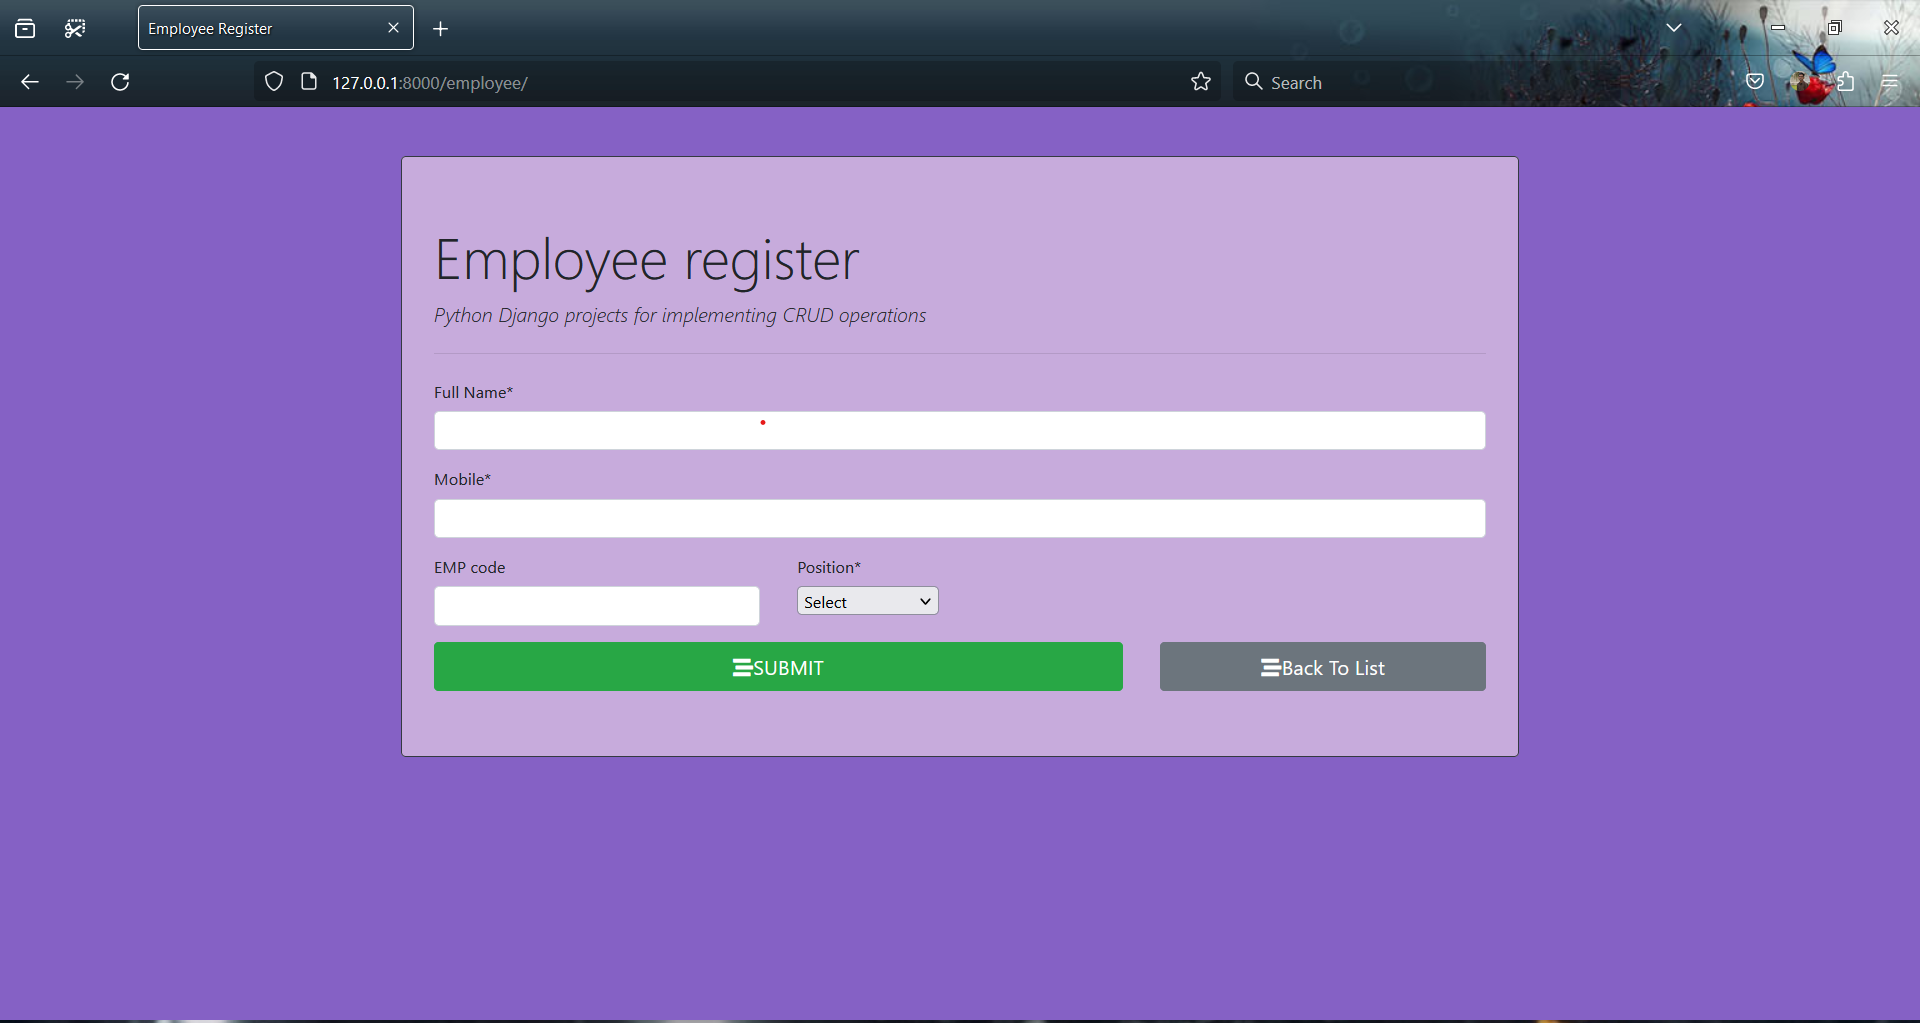 Employee Register
127.0.0.1:8000/employee/
Search
Employee register
Python Django projects for implementing CRUD operations
Full Name*
Mobile*
EMP code
Position*
Select
SUBMIT
Back To List